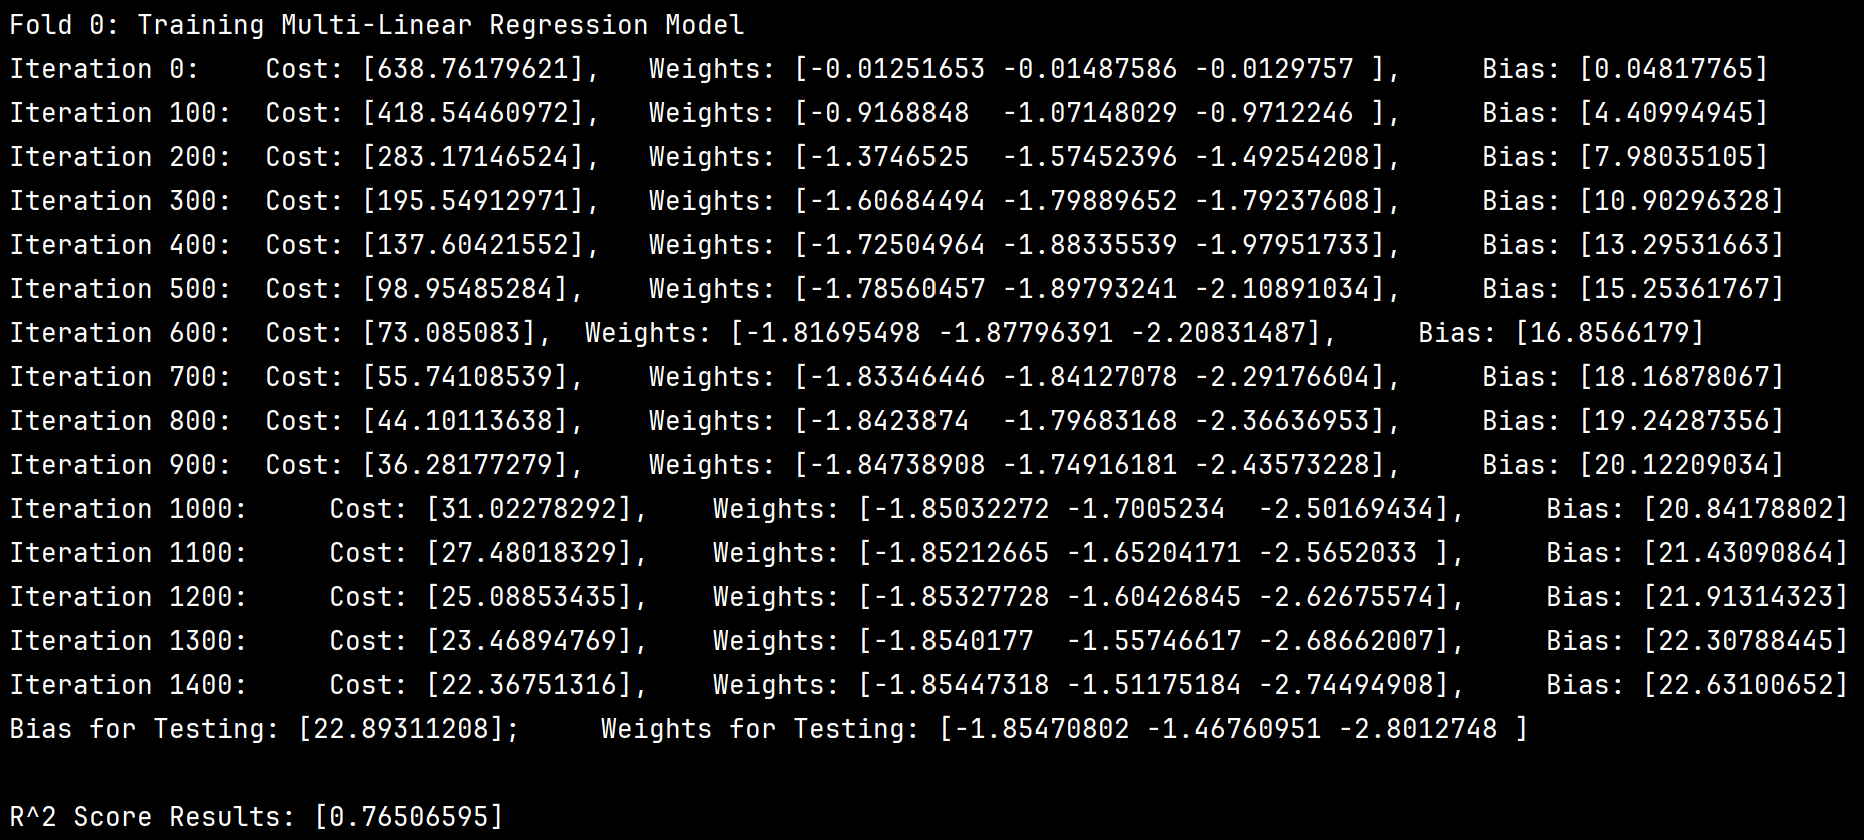 Fold 0: Training Multi-Linear Regression Model
Iteration 0:    Cost: [638.76179621],   Weights: [-0.01251653 -0.01487586 -0.0129757 ],     Bias: [0.04817765]
Iteration 100:  Cost: [418.54460972],   Weights: [-0.9168848  -1.07148029 -0.9712246 ],     Bias: [4.40994945]
Iteration 200:  Cost: [283.17146524],   Weights: [-1.3746525  -1.57452396 -1.49254208],     Bias: [7.98035105]
Iteration 300:  Cost: [195.54912971],   Weights: [-1.60684494 -1.79889652 -1.79237608],     Bias: [10.90296328]
Iteration 400:  Cost: [137.60421552],   Weights: [-1.72504964 -1.88335539 -1.97951733],     Bias: [13.29531663]
Iteration 500:  Cost: [98.95485284],    Weights: [-1.78560457 -1.89793241 -2.10891034],     Bias: [15.25361767]
Iteration 600:  Cost: [73.085083],  Weights: [-1.81695498 -1.87796391 -2.20831487],     Bias: [16.8566179]
Iteration 700:  Cost: [55.74108539],    Weights: [-1.83346446 -1.84127078 -2.29176604],     Bias: [18.16878067]
Iteration 800:  Cost: [44.10113638],    Weights: [-1.8423874  -1.79683168 -2.36636953],     Bias: [19.24287356]
Iteration 900:  Cost: [36.28177279],    Weights: [-1.84738908 -1.74916181 -2.43573228],     Bias: [20.12209034]
Iteration 1000:     Cost: [31.02278292],    Weights: [-1.85032272 -1.7005234  -2.50169434],     Bias: [20.84178802]
Iteration 1100:     Cost: [27.48018329],    Weights: [-1.85212665 -1.65204171 -2.5652033 ],     Bias: [21.43090864]
Iteration 1200:     Cost: [25.08853435],    Weights: [-1.85327728 -1.60426845 -2.62675574],     Bias: [21.91314323]
Iteration 1300:     Cost: [23.46894769],    Weights: [-1.8540177  -1.55746617 -2.68662007],     Bias: [22.30788445]
Iteration 1400:     Cost: [22.36751316],    Weights: [-1.85447318 -1.51175184 -2.74494908],     Bias: [22.63100652]
Bias for Testing: [22.89311208];     Weights for Testing: [-1.85470802 -1.46760951 -2.8012748 ]
R^2 Score Results: [0.76506595]